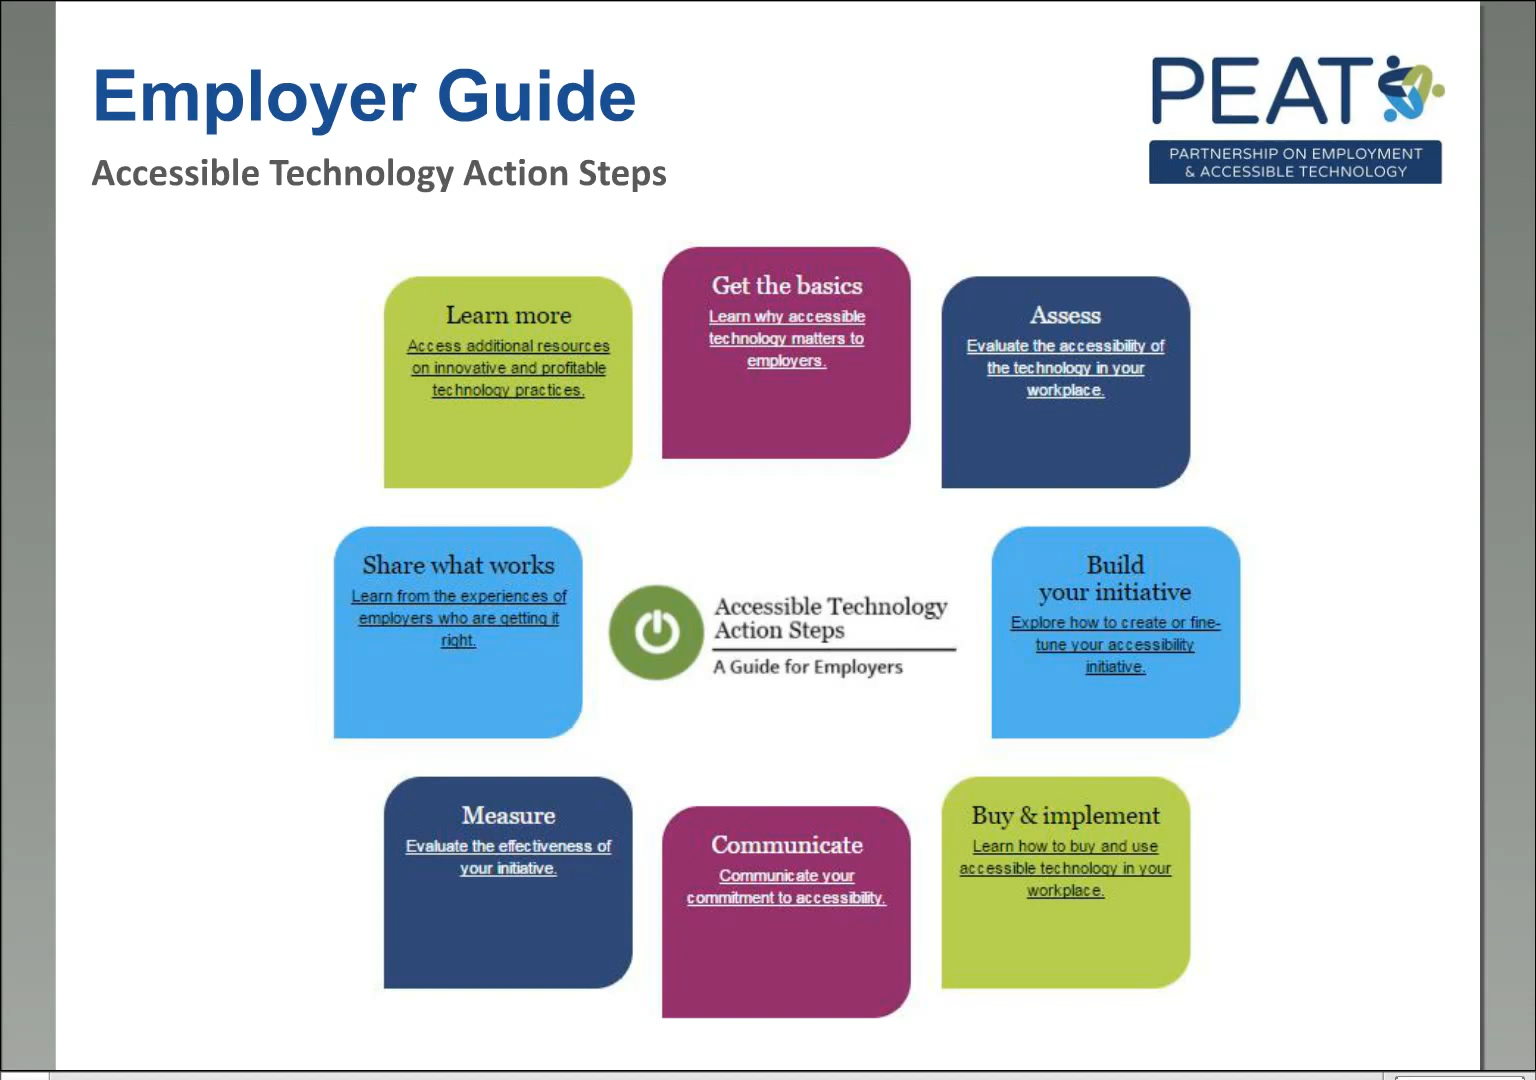 Employer Guide
Accessible Technology Action Steps
PEAT
PARTNERSHIP ON EMPLOYMENT
& ACCESSIBLE TECHNOLOGY
Get the basics
Learn why accessible
technology matters to
employers.
Assess
Evaluate the accessibility of
the technology in your
workplace.
Build
your initiative
Explore how to create or fine-
tune your accessibility
initiative.
Buy & implement
Learn how to buy and use
accessible technology in your
workplace.
Communicate
Communicate your
commitment to accessibility.
Measure
Evaluate the effectiveness of
your initiative.
Share what works
Learn from the experiences of
employers who are getting it
right.
Learn more
Access additional resources
on innovative and profitable
technology practices.
Accessible Technology
Action Steps
A Guide for Employers